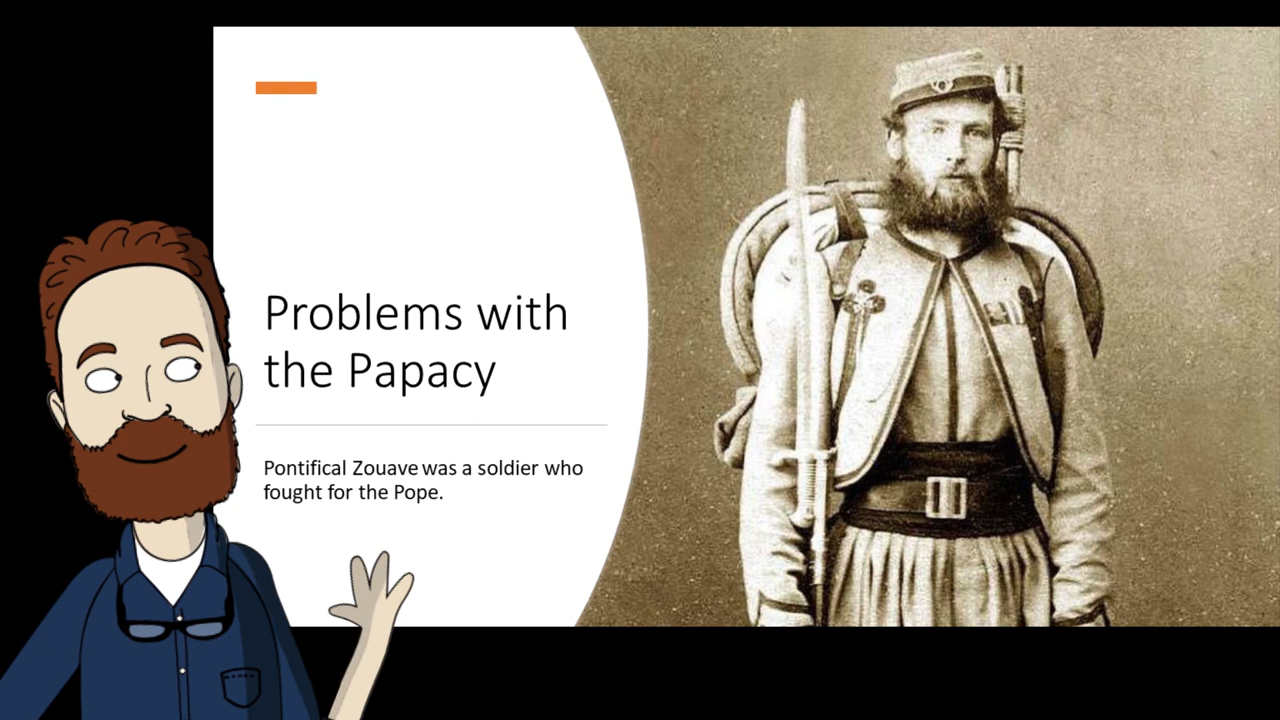 Problems with
the Papacy
Pontifical Zouave was a soldier who
fought for the Pope.